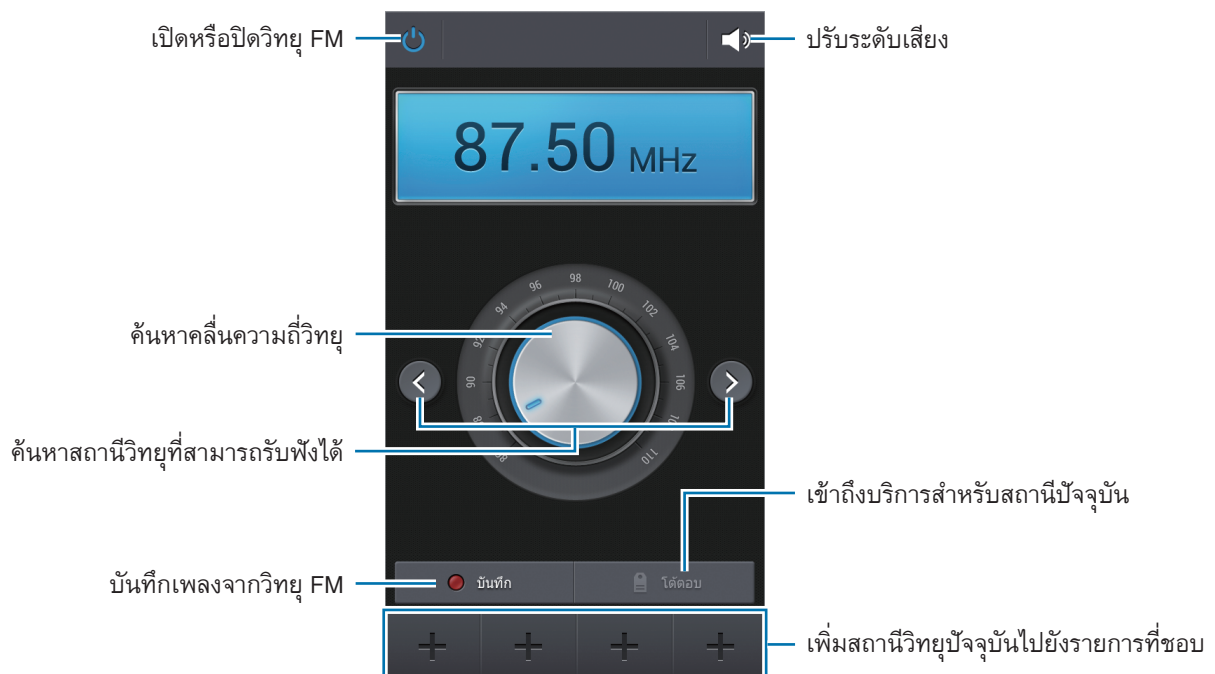 เปิดหรือปิดวิทยุ FM
ปรับระดับเสียง
87.50 MHz
ค้นหาคลื่นความถี่วิทยุ
88
90
92
94
96
98
100
102
104
106
110
ค้นหาสถานีวิทยุที่สามารถรับฟังได้
เข้าถึงบริการสำหรับสถานีปัจจุบัน
บันทึกเพลงจากวิทยุ FM
บันทึก
โต้ตอบ
เพิ่มสถานีวิทยุปัจจุบันไปยังรายการที่ชอบ